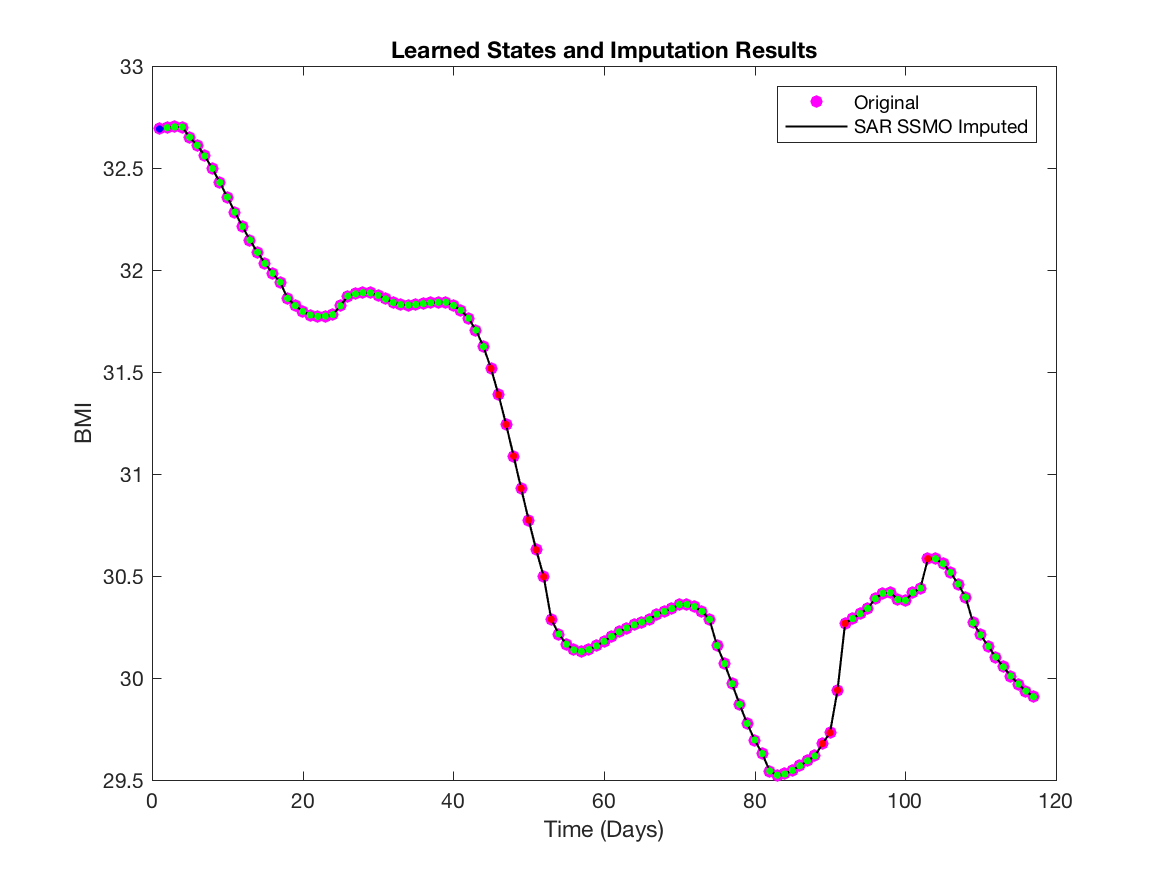 Learned States and Imputation Results
33
32.5
32
31.5
31
30.5
30
29.5
BMI
Original
SAR SSMO Imputed
0 20 40 60 80 100 120
Time (Days)